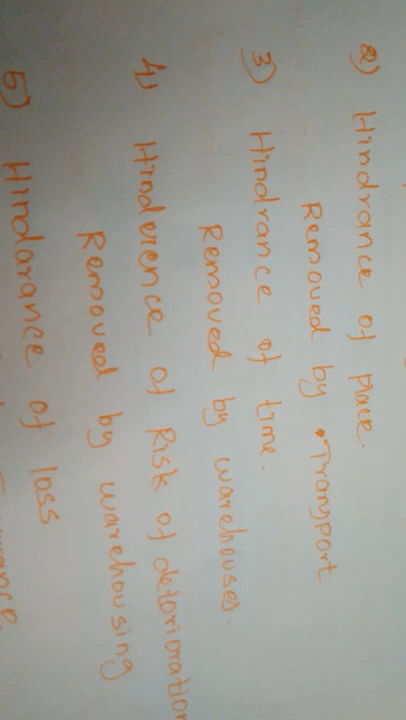 2) Hindrance of place.
Removed by • Transport
3) Hindrance of time.
Removed by warehouses.
4) Hinderence of Risk of detorioration
Removed by warehousing
5) Hindarance of loss